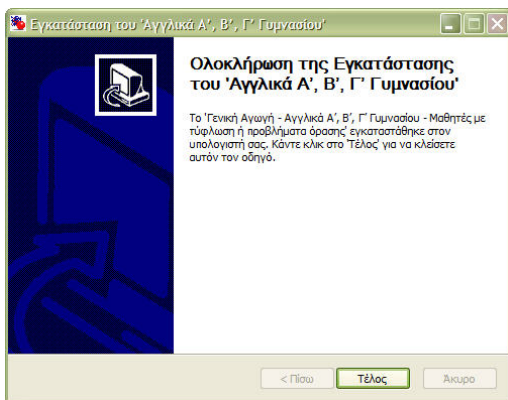 Εγκατάσταση του 'Αγγλικά Α', Β', Γ' Γυμνασίου'
Ολοκλήρωση της Εγκατάστασης
του 'Αγγλικά Α', Β', Γ' Γυμνασίου'
Το 'Γενική Αγωγή - Αγγλικά Α', Β', Γ' Γυμνασίου - Μαθητές με
τύφλωση ή προβλήματα όρασης' εγκαταστάθηκε στον
υπολογιστή σας. Κάντε κλικ στο 'Τέλος' για να κλείσετε
αυτόν τον οδηγό.
< Πίσω
Τέλος
Άκυρο